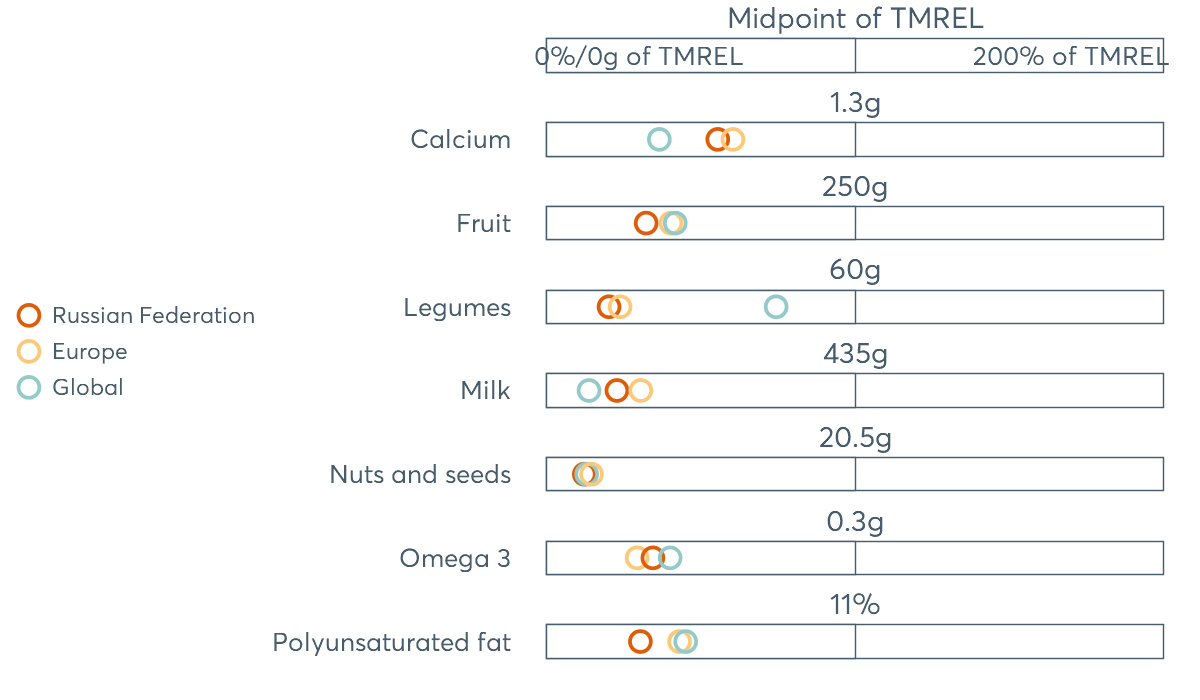 Midpoint of TMREL
0%/0g of TMREL
200% of TMREL
1.3g
Calcium
250g
Fruit
60g
Legumes
435g
Milk
20.5g
Nuts and seeds
0.3g
Omega 3
11%
Polyunsaturated fat
Russian Federation
Europe
Global